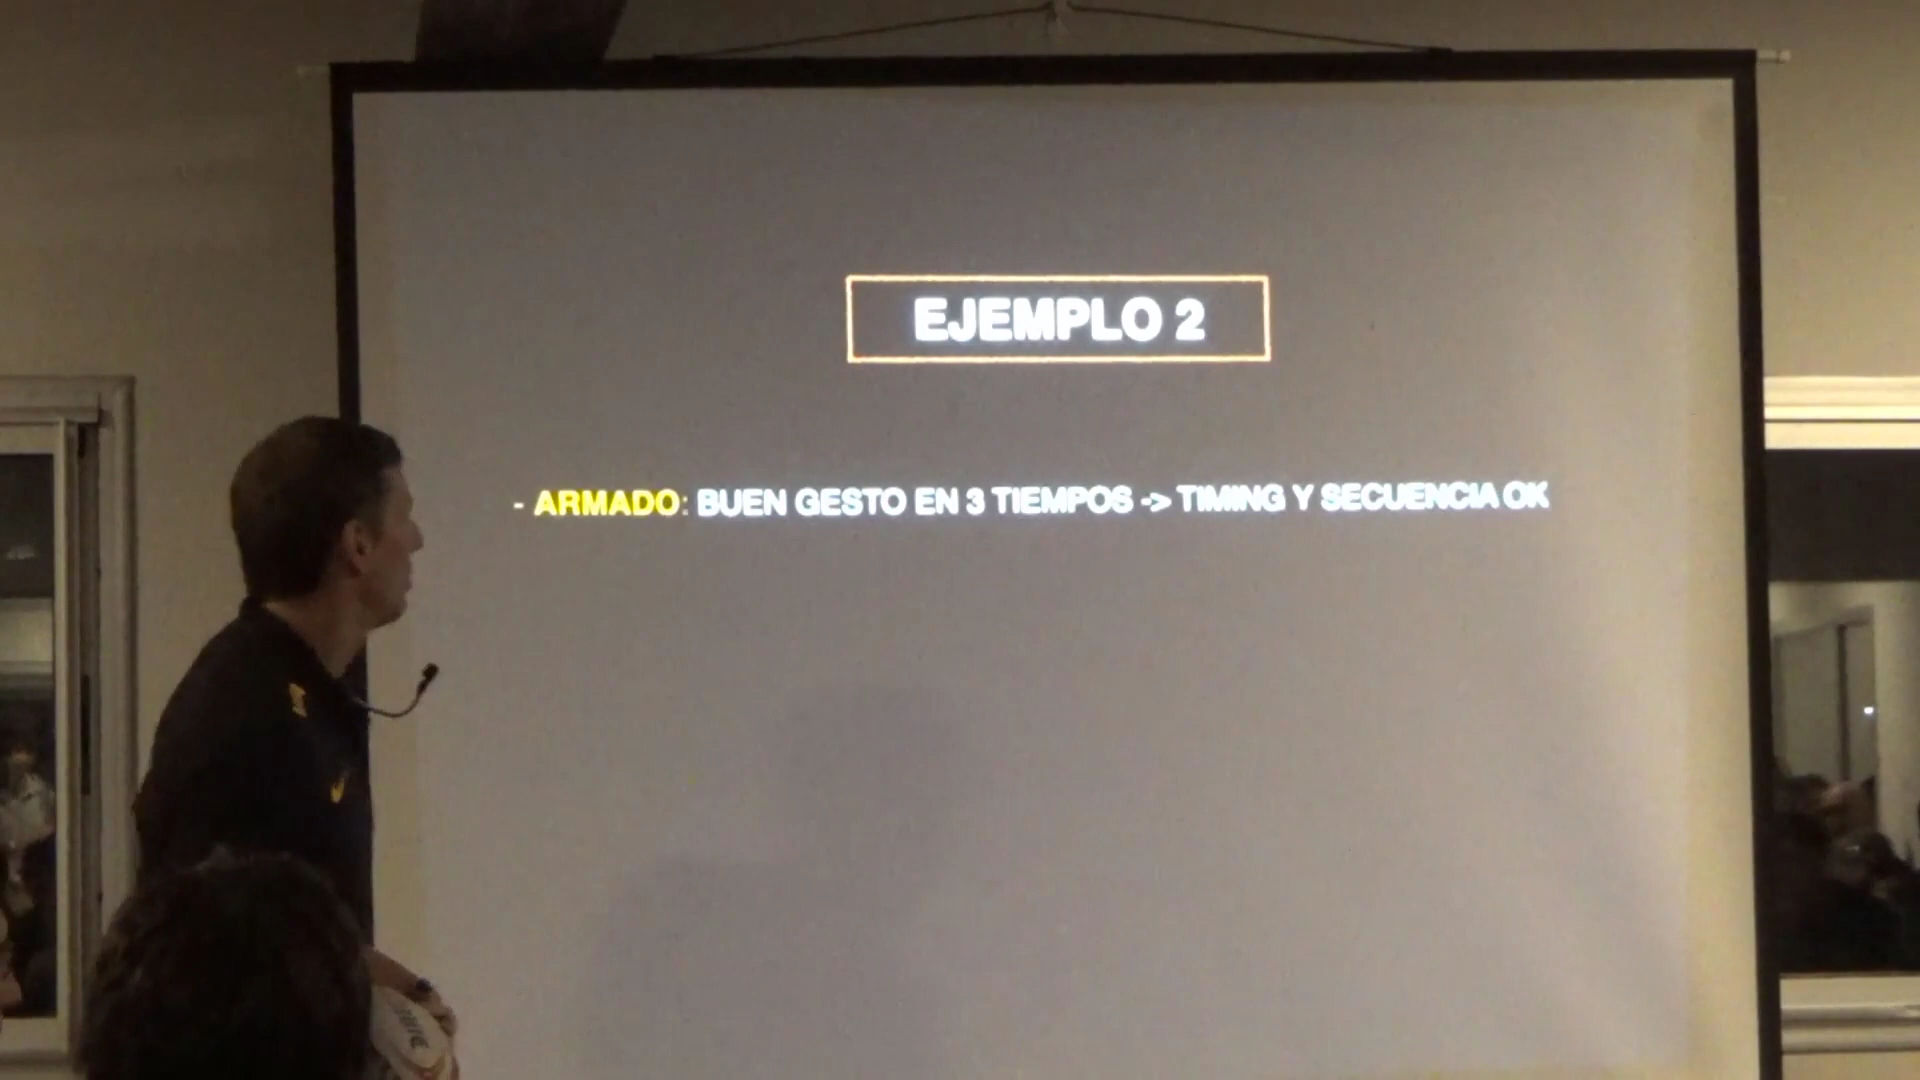 EJEMPLO 2
- ARMADO: BUEN GESTO EN 3 TIEMPOS -> TIMING Y SECUENCIA OK